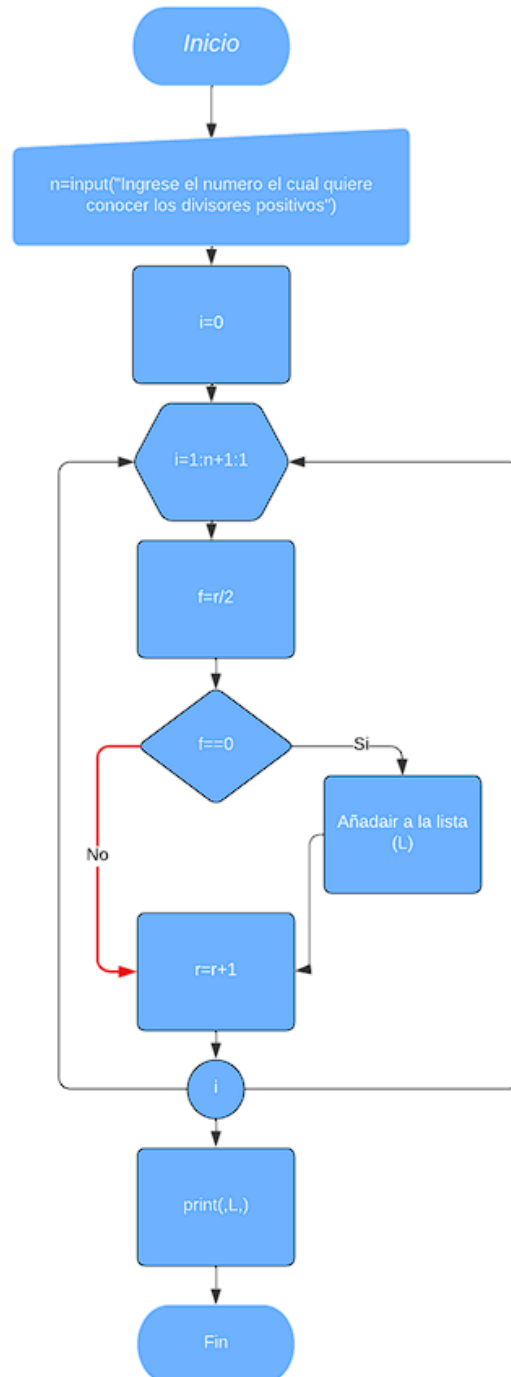 Inicio
n=input("Ingrese el numero el cual quiere
conocer los divisores positivos")
i=0
i=1:n+1:1
f=r/2
f==0
Si
Añadair a la lista
(L)
No
r=r+1
i
print(,L,)
Fin